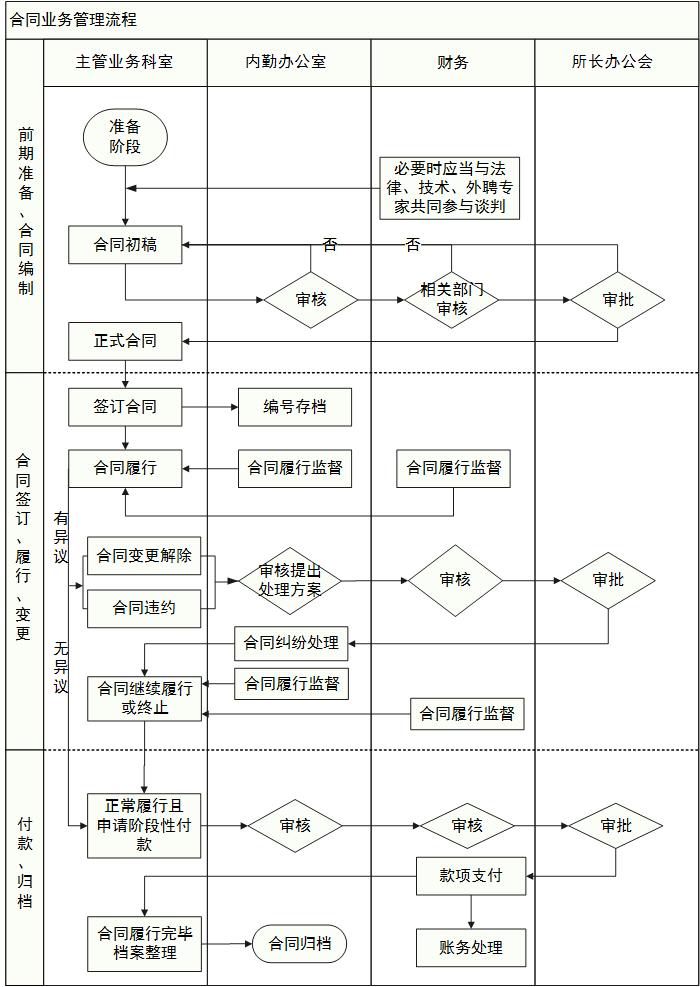 合同业务管理流程
主管业务科室
内勤办公室
财务
所长办公会
前期准备、合同编制
准备
阶段
必要时应当与法
律、技术、外聘专
家共同参与谈判
合同初稿
否
否
审核
相关部门
审核
审批
正式合同
合同签订、履行、变更
签订合同
编号存档
合同履行
合同履行监督
合同履行监督
有异议
合同变更解除
合同违约
审核提出
处理方案
审核
审批
无异议
合同纠纷处理
合同继续履行
或终止
合同履行监督
合同履行监督
付款、归档
正常履行且
申请阶段性付
款
审核
审核
审批
款项支付
合同履行完毕
档案整理
合同归档
账务处理